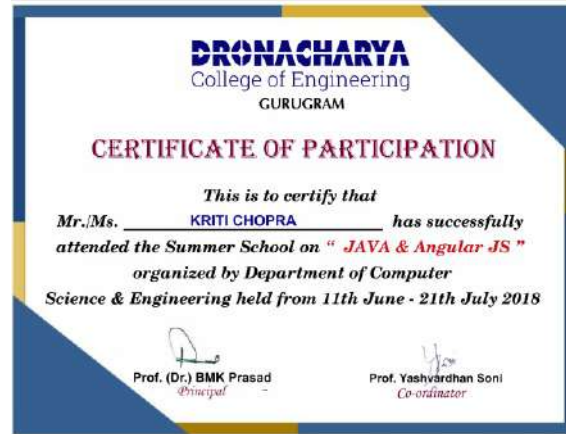 DRONACHARYA
College of Engineering
GURUGRAM
CERTIFICATE OF PARTICIPATION
This is to certify that
Mr./Ms. KRITI CHOPRA has successfully
attended the Summer School on “ JAVA & Angular JS ”
organized by Department of Computer
Science & Engineering held from 11th June - 21th July 2018
Prof. (Dr.) BMK Prasad
Principal
Prof. Yashvardhan Soni
Co-ordinator